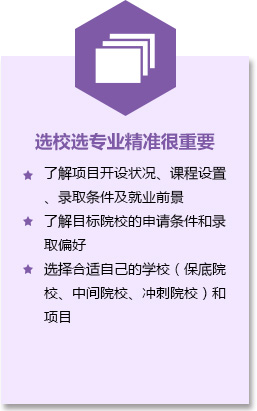 选校选专业精准很重要
了解项目开设状况、课程设置
、录取条件及就业前景
了解目标院校的申请条件和录
取偏好
选择合适自己的学校（保底院
校、中间院校、冲刺院校）和
项目